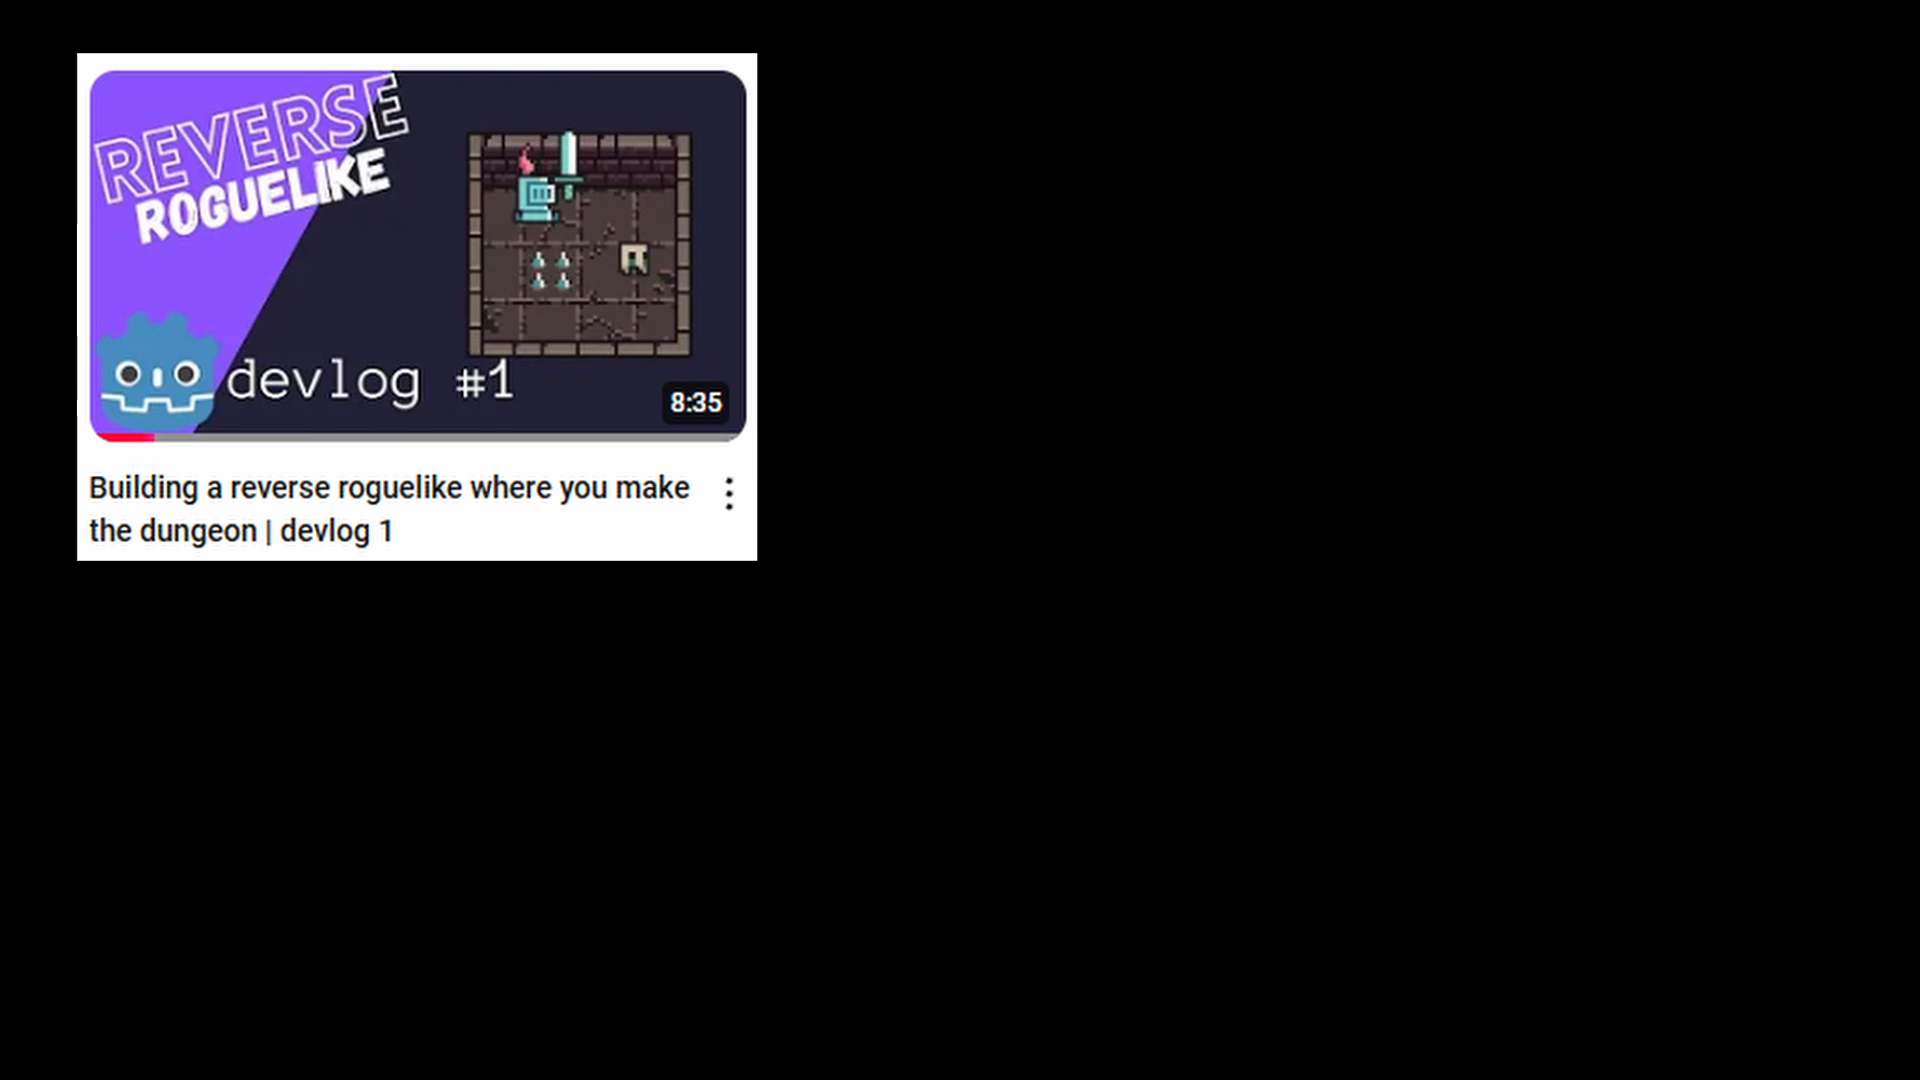 REVERSE
ROGUELIKE
devlog #1
8:35
Building a reverse roguelike where you make
the dungeon | devlog 1